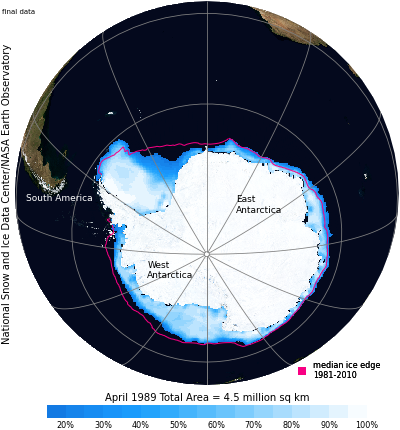 final data
National Snow and Ice Data Center/NASA Earth Observatory
South America
East
Antarctica
West
Antarctica
median ice edge
1981-2010
April 1989 Total Area = 4.5 million sq km
20% 30% 40% 50% 60% 70% 80% 90% 100%